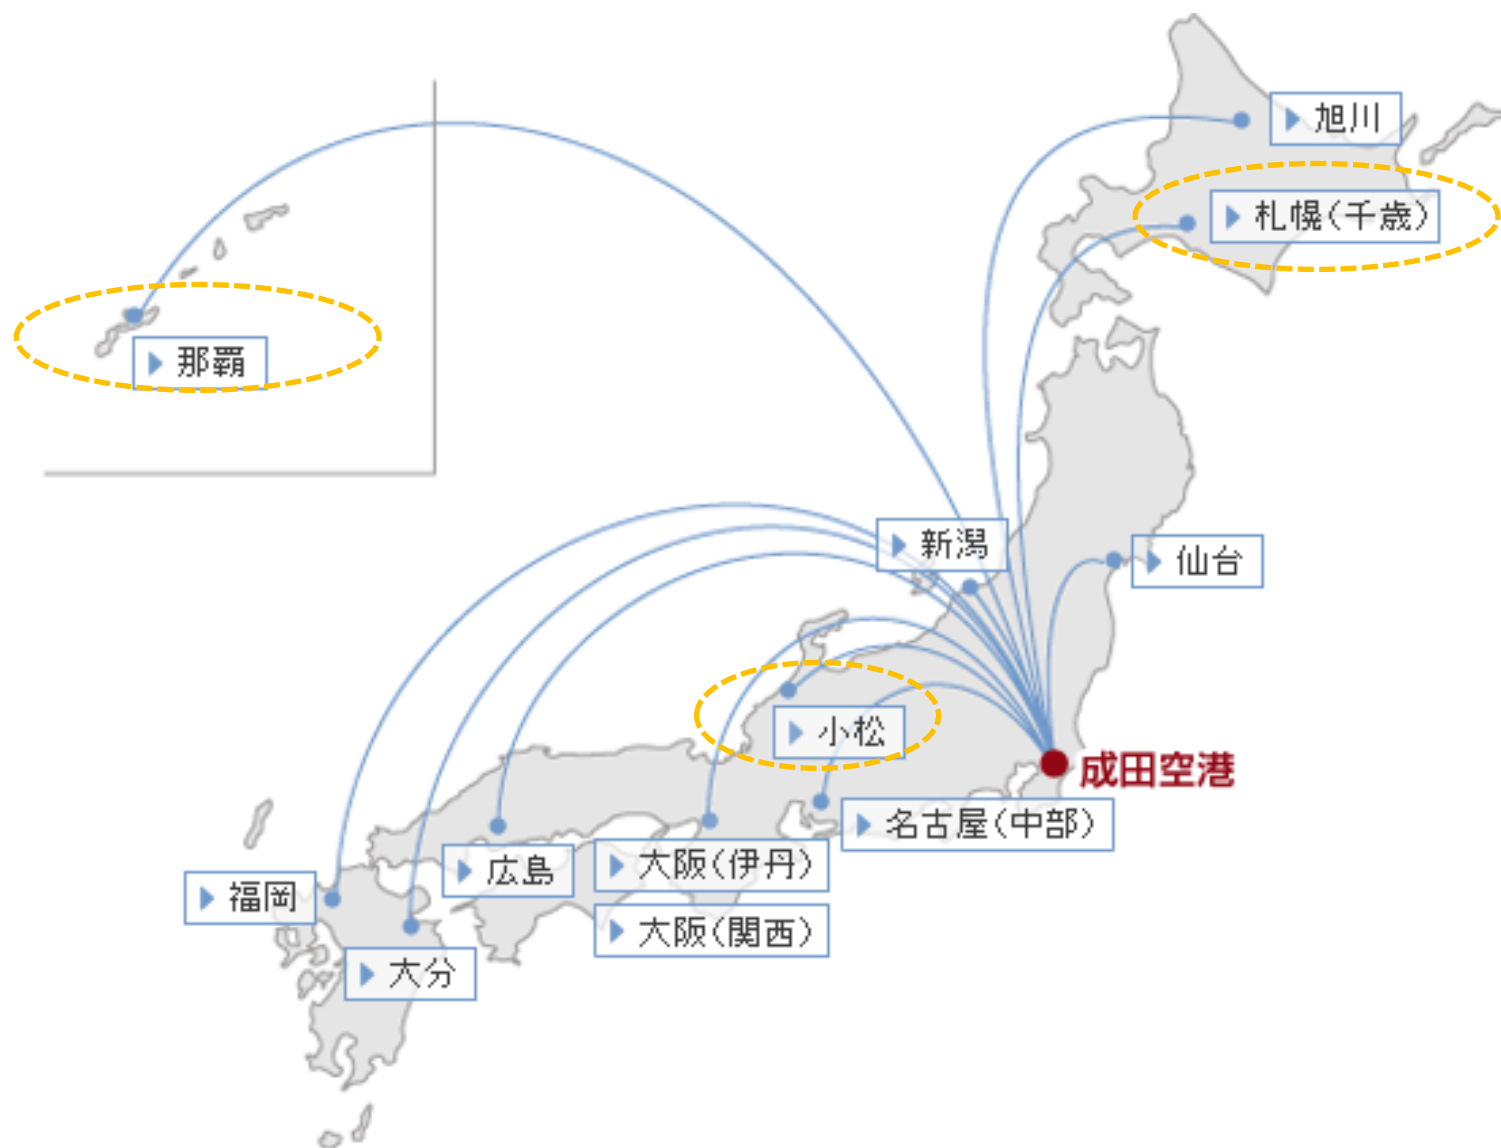 旭川
札幌(千歳)
那覇
新潟
仙台
小松
成田空港
名古屋(中部)
広島
大阪(伊丹)
福岡
大阪(関西)
大分